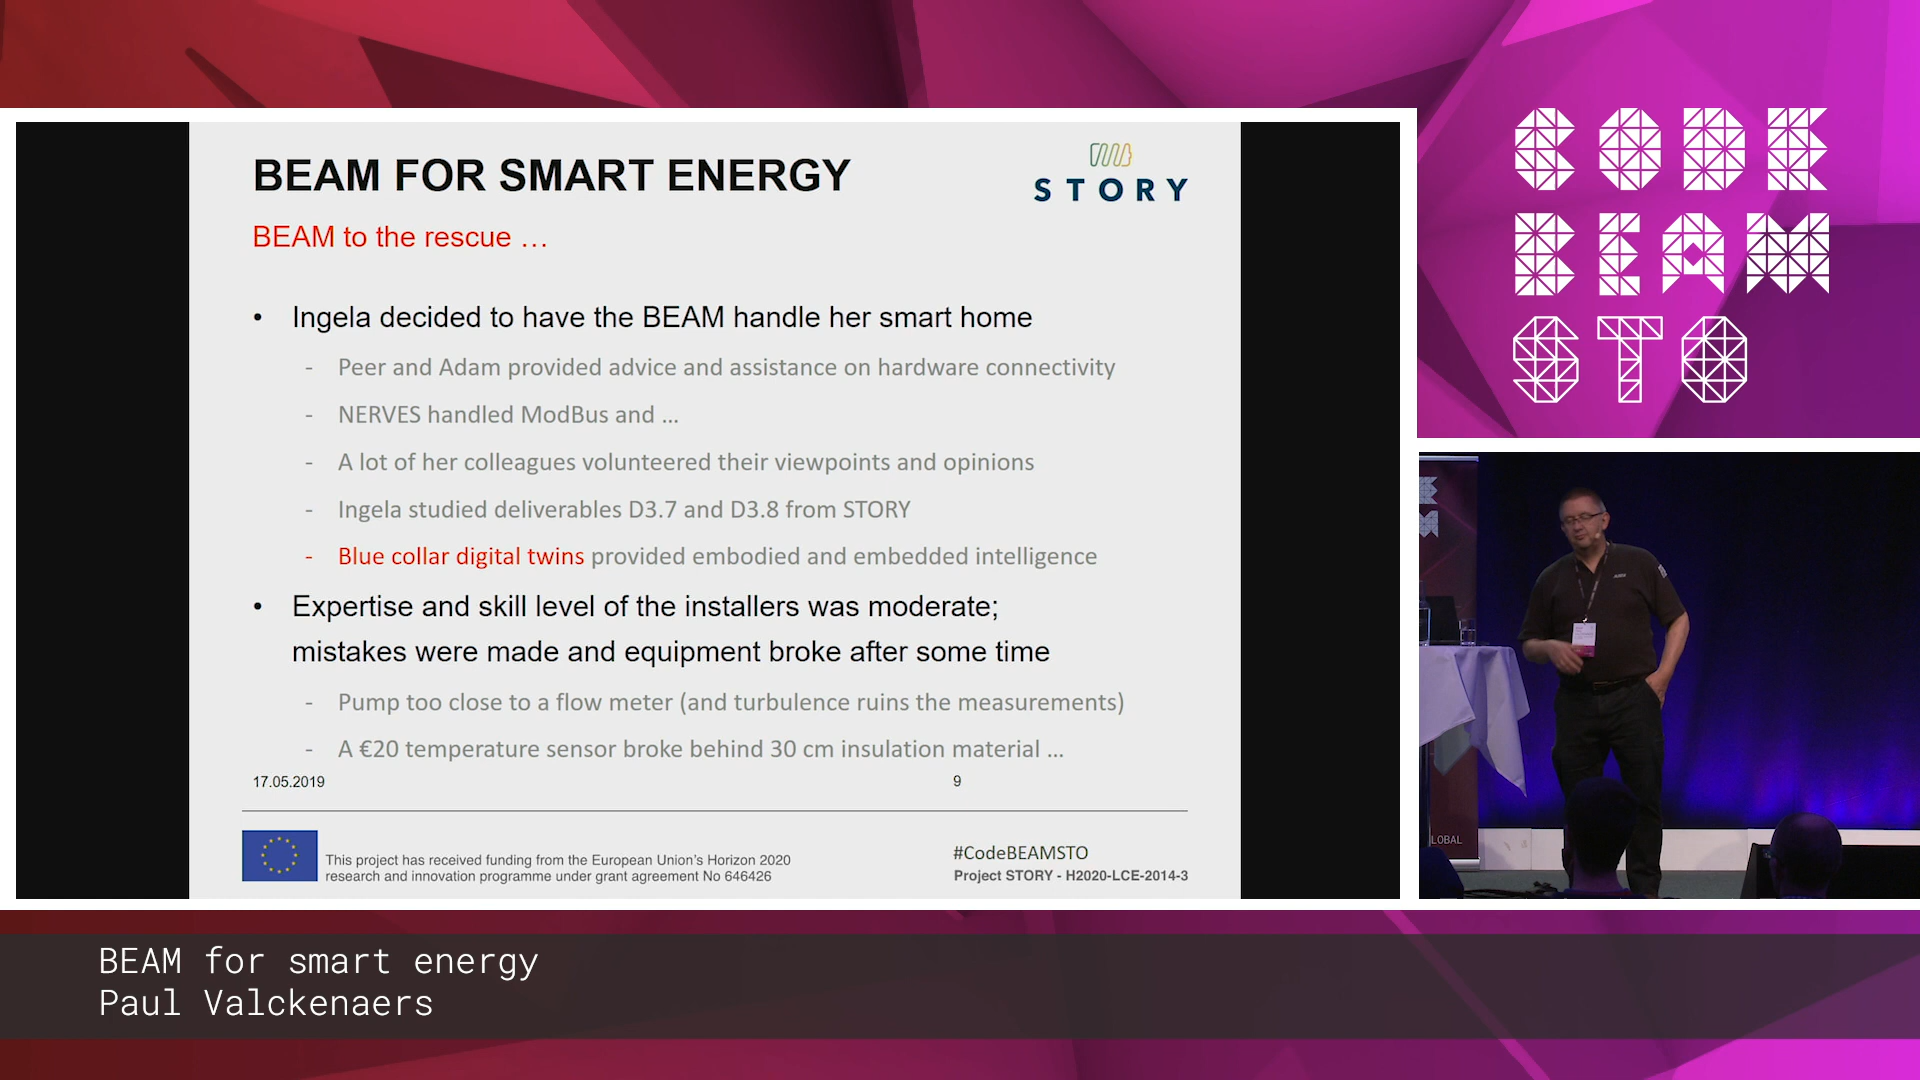 BEAM FOR SMART ENERGY
STORY
BEAM to the rescue …
• Ingela decided to have the BEAM handle her smart home
- Peer and Adam provided advice and assistance on hardware connectivity
- NERVES handled ModBus and …
- A lot of her colleagues volunteered their viewpoints and opinions
- Ingela studied deliverables D3.7 and D3.8 from STORY
- Blue collar digital twins provided embodied and embedded intelligence
• Expertise and skill level of the installers was moderate;
mistakes were made and equipment broke after some time
- Pump too close to a flow meter (and turbulence ruins the measurements)
- A €20 temperature sensor broke behind 30 cm insulation material …
17.05.2019
9
This project has received funding from the European Union's Horizon 2020
research and innovation programme under grant agreement No 646426
#CodeBEAMSTO
Project STORY - H2020-LCE-2014-3
CODE
BEAM
STO
LOBAL
BEAM for smart energy
Paul Valckenaers